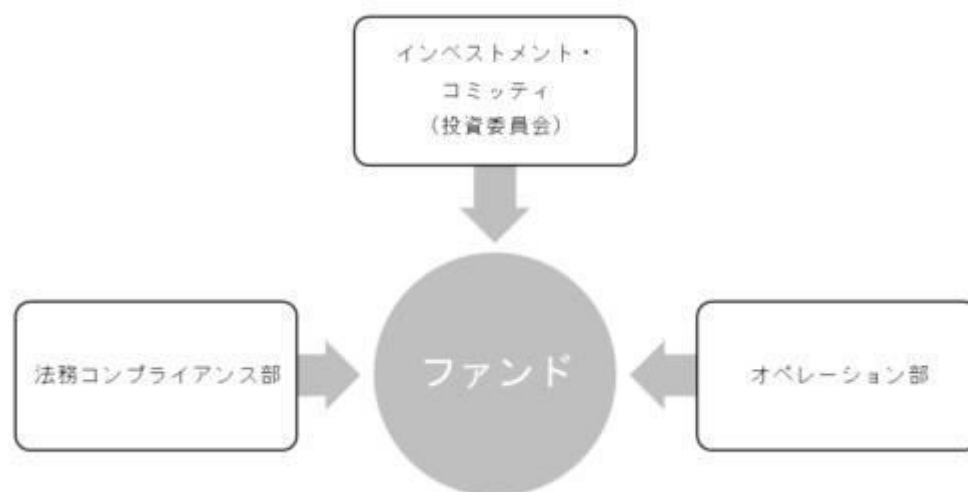 インベストメント・
コミッティ
（投資委員会）
法務コンプライアンス部
ファンド
オペレーション部